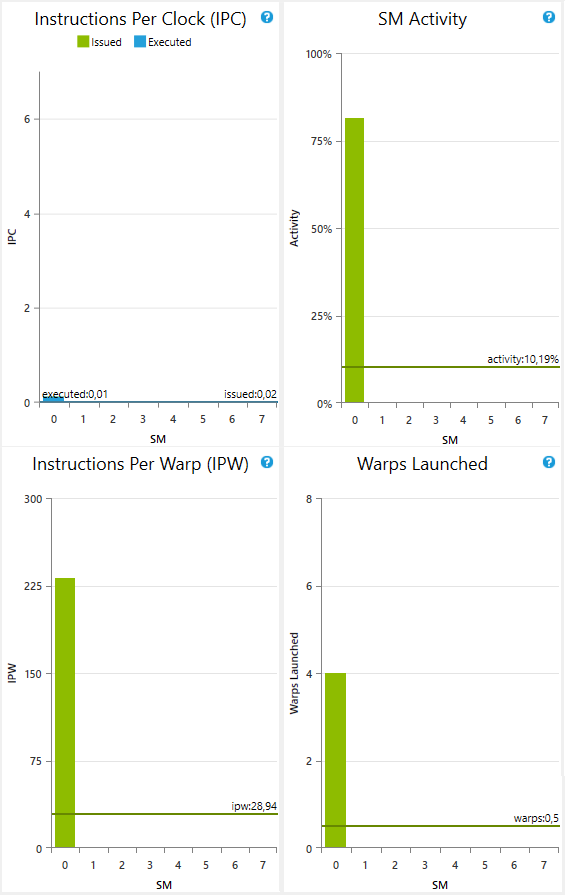 Instructions Per Clock (IPC) ?
Issued Executed
6
4
2
0
IPC
executed:0,01 issued:0,02
0 1 2 3 4 5 6 7
SM
SM Activity ?
100%
75%
50%
25%
0%
Activity
activity:10,19%
0 1 2 3 4 5 6 7
SM
Instructions Per Warp (IPW) ?
300
225
150
75
0
IPW
ipw:28,94
0 1 2 3 4 5 6 7
SM
Warps Launched ?
8
6
4
2
0
Warps Launched
warps:0,5
0 1 2 3 4 5 6 7
SM